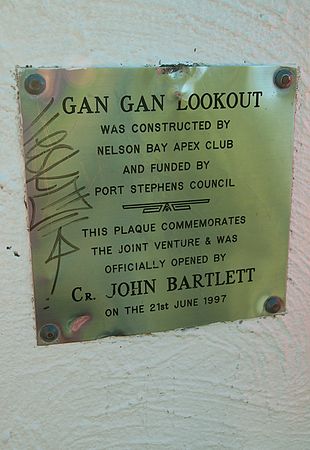 GAN GAN LOOKOUT
WAS CONSTRUCTED BY
NELSON BAY APEX CLUB
AND FUNDED BY
PORT STEPHENS COUNCIL
THIS PLAQUE COMMEMORATES
THE JOINT VENTURE & WAS
OFFICIALLY OPENED BY
CR. JOHN BARTLETT
ON THE 21st JUNE 1997